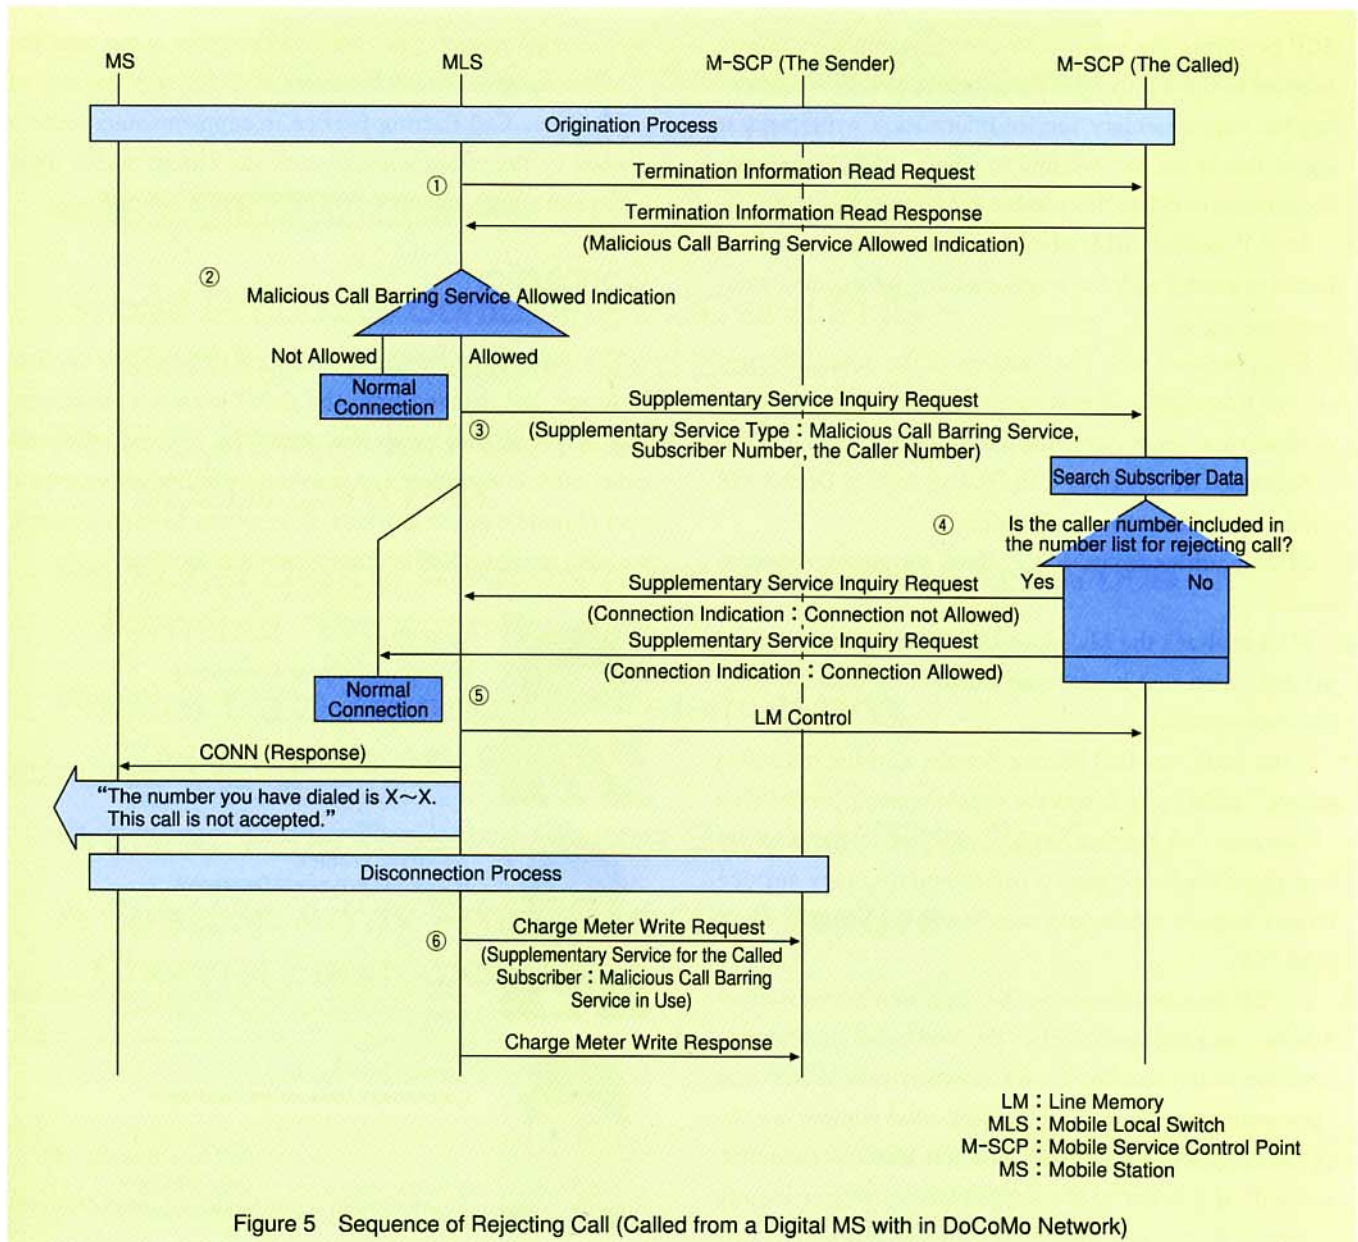 MS
MLS
M-SCP (The Sender)
M-SCP (The Called)
Origination Process
①
Termination Information Read Request
Termination Information Read Response
(Malicious Call Barring Service Allowed Indication)
②
Malicious Call Barring Service Allowed Indication
Not Allowed
Allowed
Normal
Connection
Supplementary Service Inquiry Request
③
(Supplementary Service Type : Malicious Call Barring Service,
Subscriber Number, the Caller Number)
Search Subscriber Data
④
Is the caller number included in
the number list for rejecting call?
Yes
No
Supplementary Service Inquiry Request
(Connection Indication : Connection not Allowed)
Supplementary Service Inquiry Request
(Connection Indication : Connection Allowed)
Normal
Connection
⑤
LM Control
CONN (Response)
“The number you have dialed is X～X.
This call is not accepted.”
Disconnection Process
⑥
Charge Meter Write Request
(Supplementary Service for the Called
Subscriber : Malicious Call Barring
Service in Use)
Charge Meter Write Response
LM : Line Memory
MLS : Mobile Local Switch
M-SCP : Mobile Service Control Point
MS : Mobile Station
Figure 5 Sequence of Rejecting Call (Called from a Digital MS with in DoCoMo Network)